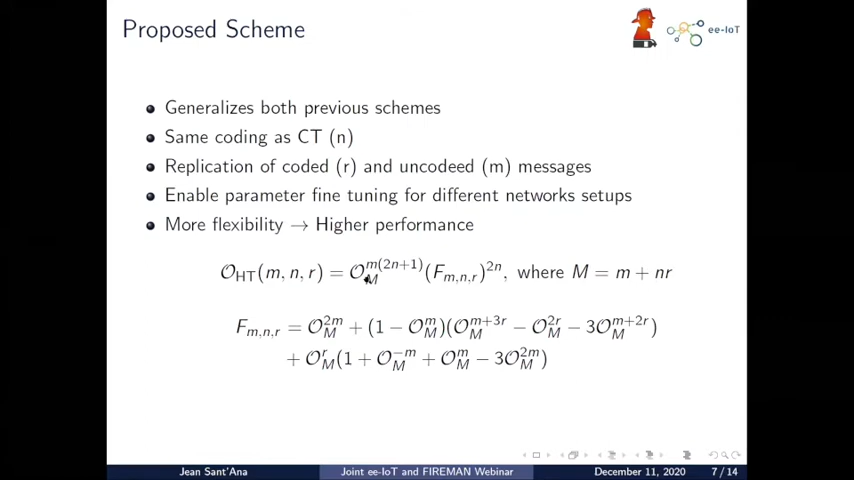 Proposed Scheme
ee-IoT
Generalizes both previous schemes
Same coding as CT (n)
Replication of coded (r) and uncodeed (m) messages
Enable parameter fine tuning for different networks setups
More flexibility → Higher performance
𝒪_HT(m, n, r) = 𝒪_M^{m(2n+1)}(F_{m,n,r})^{2n}, where M = m + nr
F_{m,n,r} = 𝒪_M^{2m} + (1 − 𝒪_M^m)(𝒪_M^{m+3r} − 𝒪_M^{2r} − 3𝒪_M^{m+2r})
+ 𝒪_M^r(1 + 𝒪_M^{−m} + 𝒪_M^m − 3𝒪_M^{2m})
Jean Sant'Ana Joint ee-IoT and FIREMAN Webinar December 11, 2020 7 / 14